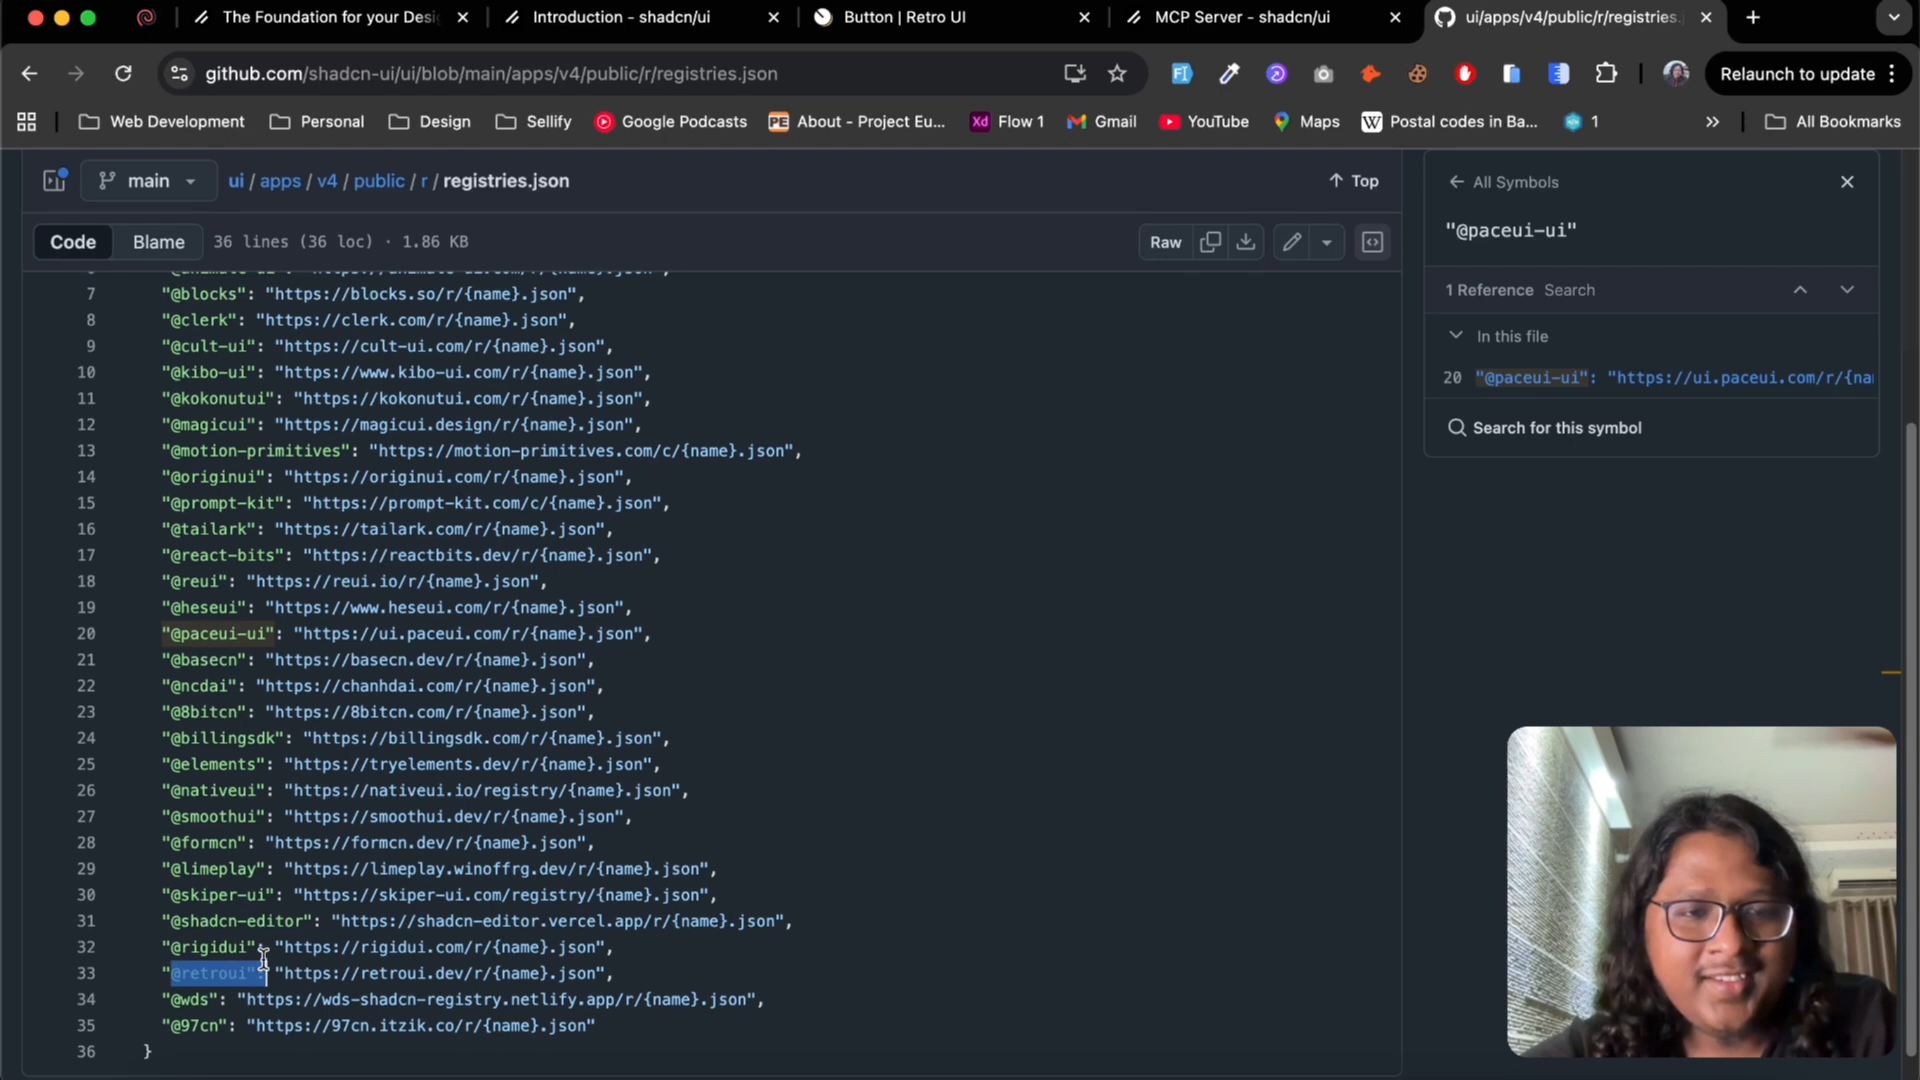 The Foundation for your Desi
Introduction - shadcn/ui
Button | Retro UI
MCP Server - shadcn/ui
ui/apps/v4/public/r/registries.
github.com/shadcn-ui/ui/blob/main/apps/v4/public/r/registries.json
Relaunch to update
Web Development
Personal
Design
Sellify
Google Podcasts
PE About - Project Eu...
Xd Flow 1
Gmail
YouTube
Maps
W Postal codes in Ba...
1
All Bookmarks
main
ui / apps / v4 / public / r / registries.json
Top
Code
Blame
36 lines (36 loc) · 1.86 KB
Raw
7 "@blocks": "https://blocks.so/r/{name}.json",
8 "@clerk": "https://clerk.com/r/{name}.json",
9 "@cult-ui": "https://cult-ui.com/r/{name}.json",
10 "@kibo-ui": "https://www.kibo-ui.com/r/{name}.json",
11 "@kokonutui": "https://kokonutui.com/r/{name}.json",
12 "@magicui": "https://magicui.design/r/{name}.json",
13 "@motion-primitives": "https://motion-primitives.com/c/{name}.json",
14 "@originui": "https://originui.com/r/{name}.json",
15 "@prompt-kit": "https://prompt-kit.com/c/{name}.json",
16 "@tailark": "https://tailark.com/r/{name}.json",
17 "@react-bits": "https://reactbits.dev/r/{name}.json",
18 "@reui": "https://reui.io/r/{name}.json",
19 "@heseui": "https://www.heseui.com/r/{name}.json",
20 "@paceui-ui": "https://ui.paceui.com/r/{name}.json",
21 "@basecn": "https://basecn.dev/r/{name}.json",
22 "@ncdai": "https://chanhdai.com/r/{name}.json",
23 "@8bitcn": "https://8bitcn.com/r/{name}.json",
24 "@billingsdk": "https://billingsdk.com/r/{name}.json",
25 "@elements": "https://tryelements.dev/r/{name}.json",
26 "@nativeui": "https://nativeui.io/registry/{name}.json",
27 "@smoothui": "https://smoothui.dev/r/{name}.json",
28 "@formcn": "https://formcn.dev/r/{name}.json",
29 "@limeplay": "https://limeplay.winoffrg.dev/r/{name}.json",
30 "@skiper-ui": "https://skiper-ui.com/registry/{name}.json",
31 "@shadcn-editor": "https://shadcn-editor.vercel.app/r/{name}.json",
32 "@rigidui": "https://rigidui.com/r/{name}.json",
33 "@retroui": "https://retroui.dev/r/{name}.json",
34 "@wds": "https://wds-shadcn-registry.netlify.app/r/{name}.json",
35 "@97cn": "https://97cn.itzik.co/r/{name}.json"
36 }
All Symbols
"@paceui-ui"
1 Reference Search
In this file
20 "@paceui-ui": "https://ui.paceui.com/r/{na
Search for this symbol